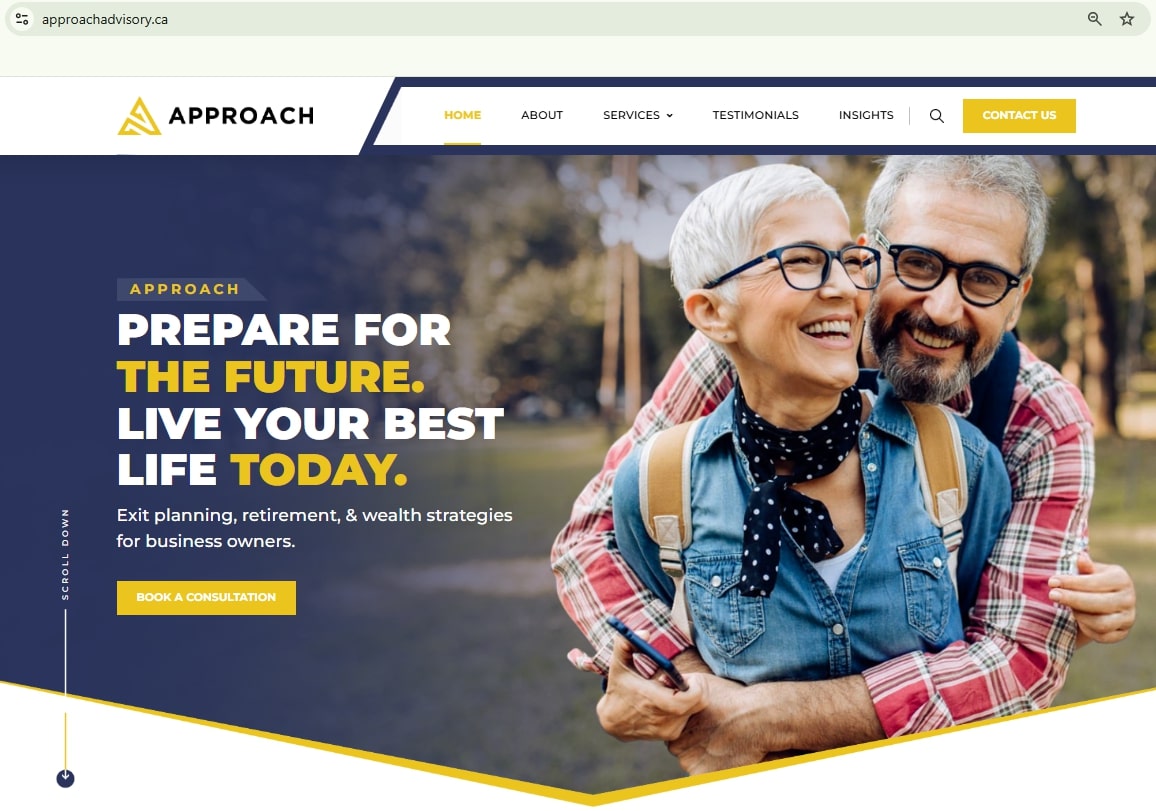 approachadvisory.ca
APPROACH
HOME ABOUT SERVICES TESTIMONIALS INSIGHTS CONTACT US
APPROACH
PREPARE FOR
THE FUTURE.
LIVE YOUR BEST
LIFE TODAY.
Exit planning, retirement, & wealth strategies
for business owners.
BOOK A CONSULTATION
SCROLL DOWN